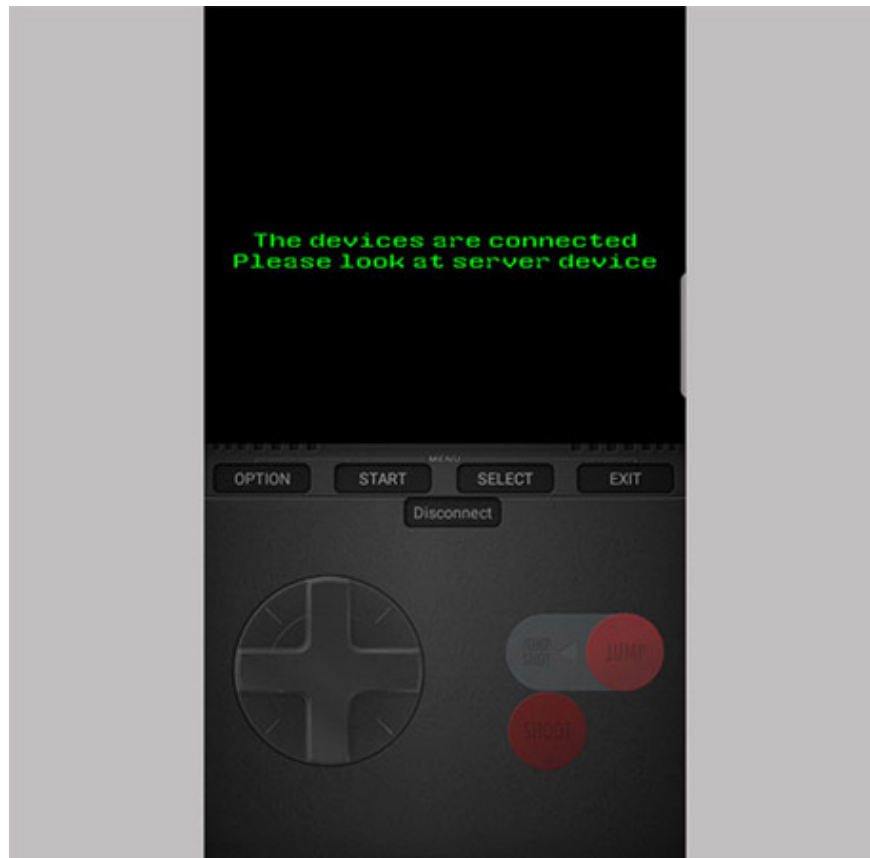 The devices are connected
Please look at server device
MENU
OPTION START SELECT EXIT
Disconnect
JUMP
SHOOT